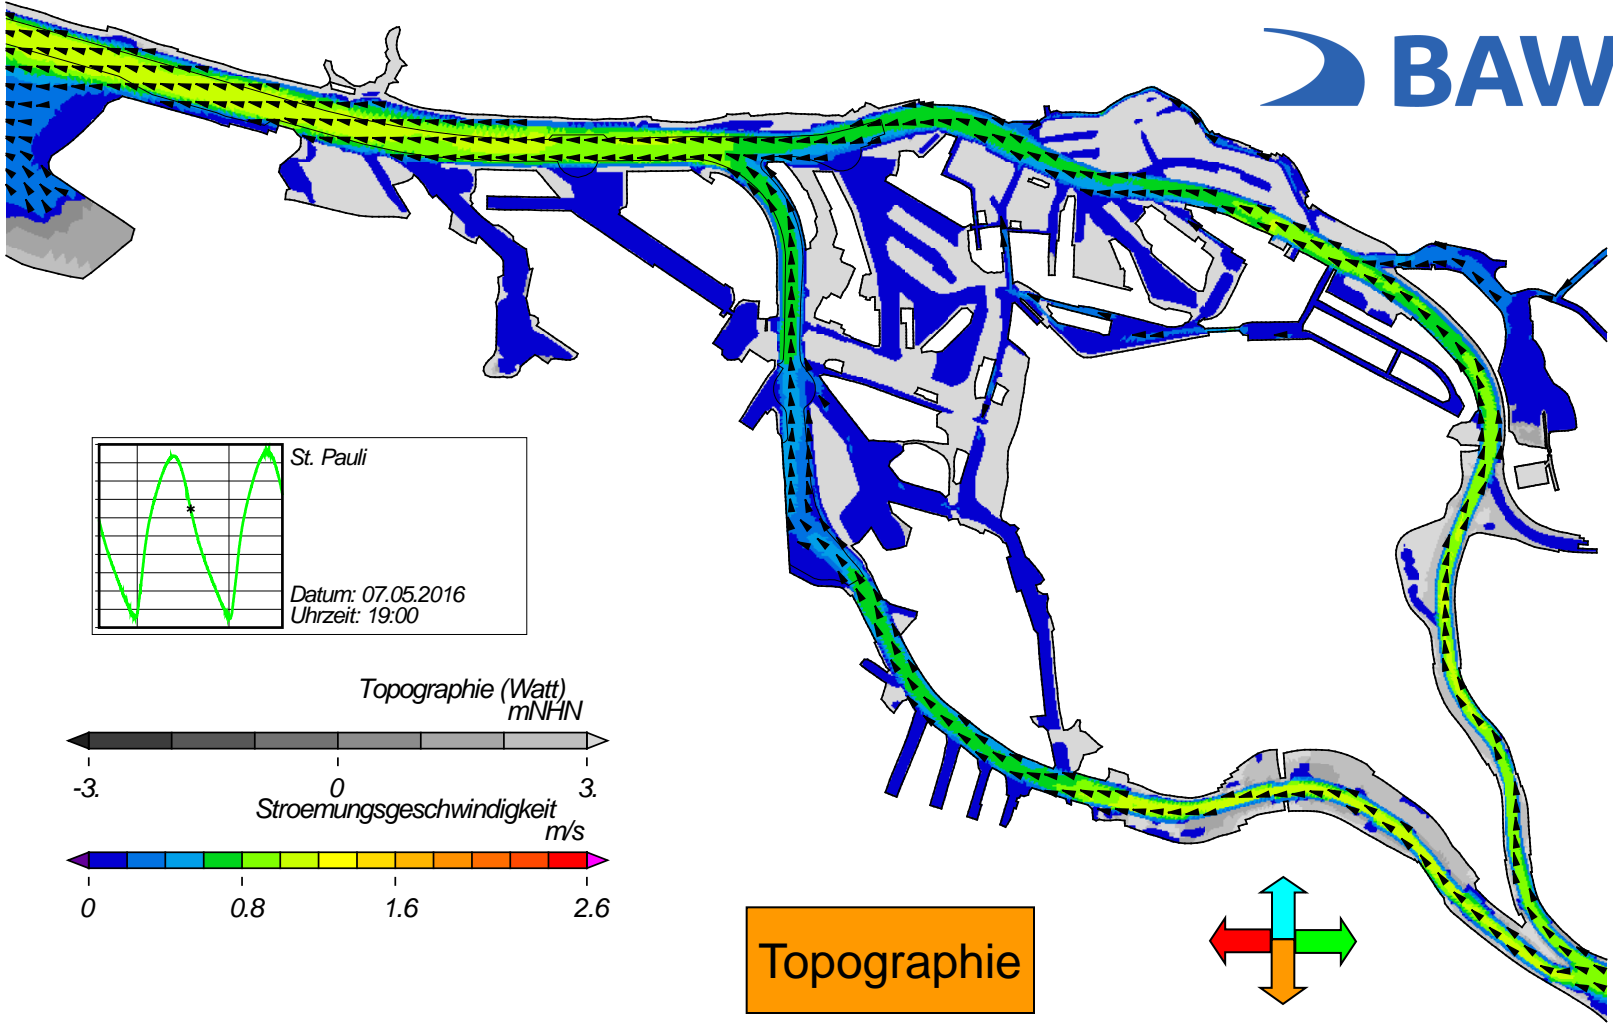 BAW
St. Pauli
Datum: 07.05.2016
Uhrzeit: 19:00
Topographie (Watt)
mNHN
-3. 0 3.
Stroemungsgeschwindigkeit
m/s
0 0.8 1.6 2.6
Topographie